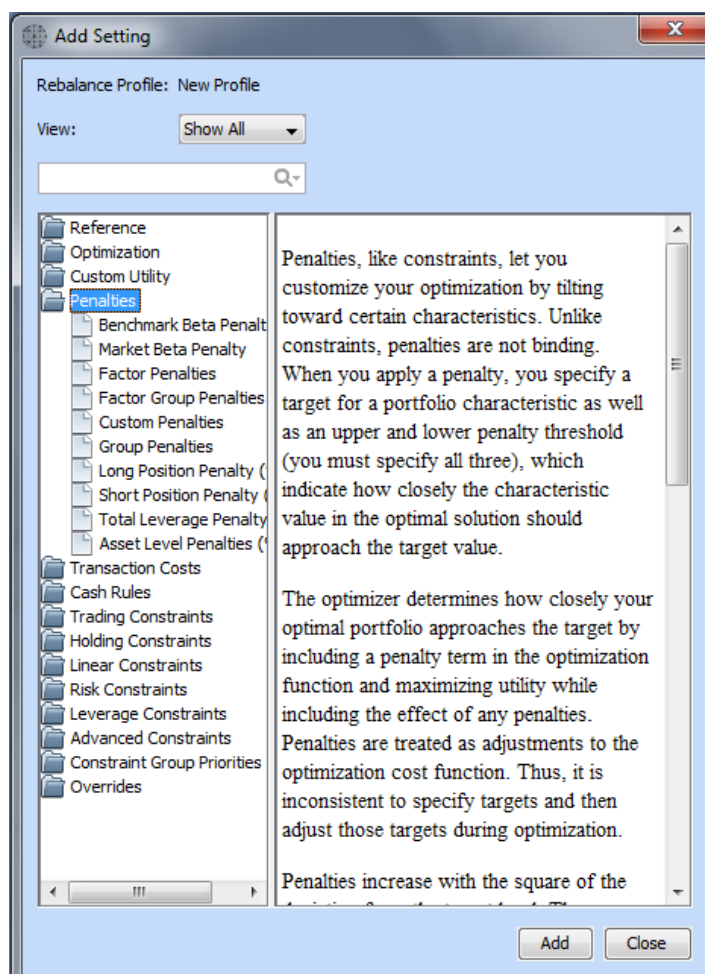 Add Setting
Rebalance Profile: New Profile
View:
Show All
Reference
Optimization
Custom Utility
Penalties
Benchmark Beta Penalt
Market Beta Penalty
Factor Penalties
Factor Group Penalties
Custom Penalties
Group Penalties
Long Position Penalty (
Short Position Penalty (
Total Leverage Penalty
Asset Level Penalties (
Transaction Costs
Cash Rules
Trading Constraints
Holding Constraints
Linear Constraints
Risk Constraints
Leverage Constraints
Advanced Constraints
Constraint Group Priorities
Overrides
Penalties, like constraints, let you
customize your optimization by tilting
toward certain characteristics. Unlike
constraints, penalties are not binding.
When you apply a penalty, you specify a
target for a portfolio characteristic as well
as an upper and lower penalty threshold
(you must specify all three), which
indicate how closely the characteristic
value in the optimal solution should
approach the target value.
The optimizer determines how closely your
optimal portfolio approaches the target by
including a penalty term in the optimization
function and maximizing utility while
including the effect of any penalties.
Penalties are treated as adjustments to the
optimization cost function. Thus, it is
inconsistent to specify targets and then
adjust those targets during optimization.
Penalties increase with the square of the
Add
Close